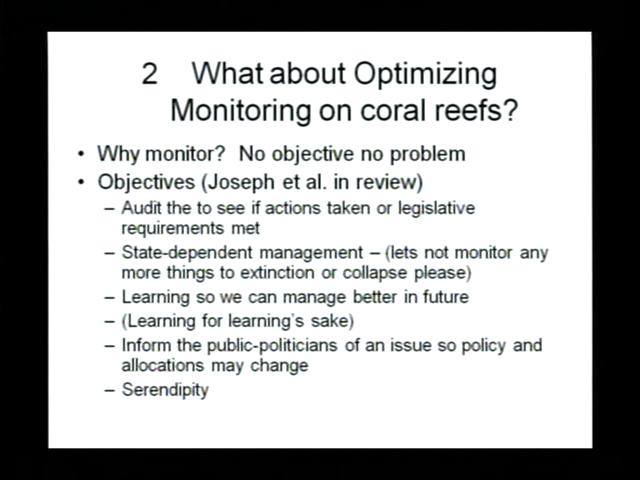 2 What about Optimizing
Monitoring on coral reefs?
• Why monitor? No objective no problem
• Objectives (Joseph et al. in review)
– Audit the to see if actions taken or legislative
requirements met
– State-dependent management – (lets not monitor any
more things to extinction or collapse please)
– Learning so we can manage better in future
– (Learning for learning's sake)
– Inform the public-politicians of an issue so policy and
allocations may change
– Serendipity